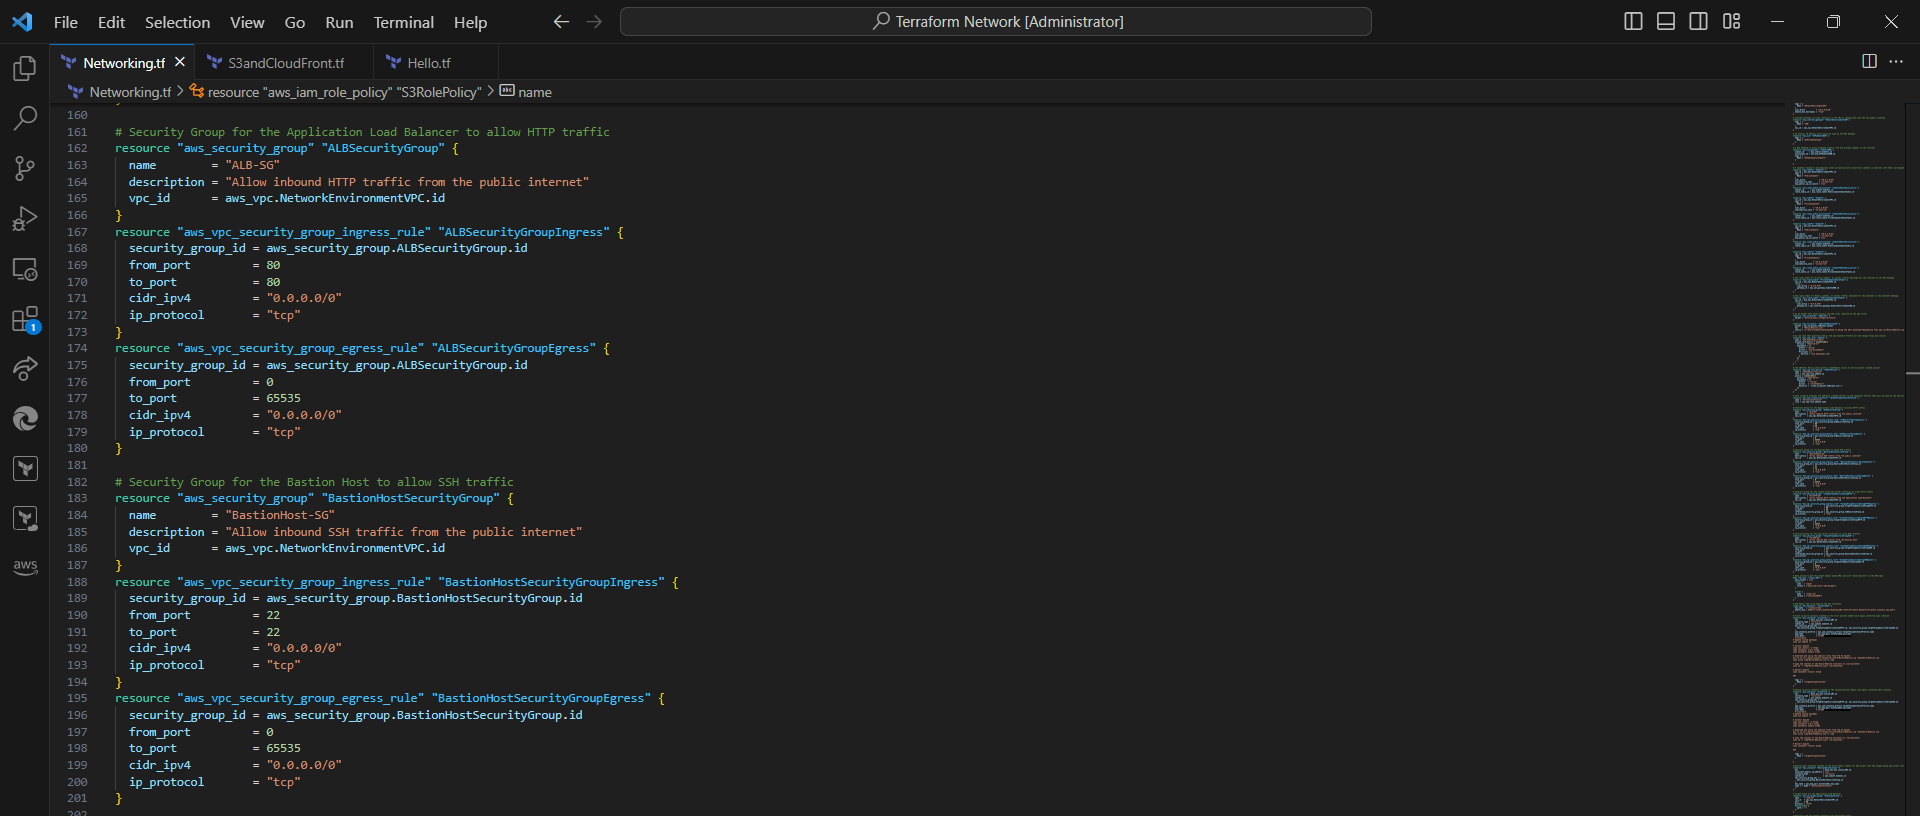 File Edit Selection View Go Run Terminal Help
Terraform Network [Administrator]
Networking.tf
S3andCloudFront.tf
Hello.tf
Networking.tf > resource "aws_iam_role_policy" "S3RolePolicy" > name
160
161 # Security Group for the Application Load Balancer to allow HTTP traffic
162 resource "aws_security_group" "ALBSecurityGroup" {
163 name = "ALB-SG"
164 description = "Allow inbound HTTP traffic from the public internet"
165 vpc_id = aws_vpc.NetworkEnvironmentVPC.id
166 }
167 resource "aws_vpc_security_group_ingress_rule" "ALBSecurityGroupIngress" {
168 security_group_id = aws_security_group.ALBSecurityGroup.id
169 from_port = 80
170 to_port = 80
171 cidr_ipv4 = "0.0.0.0/0"
172 ip_protocol = "tcp"
173 }
174 resource "aws_vpc_security_group_egress_rule" "ALBSecurityGroupEgress" {
175 security_group_id = aws_security_group.ALBSecurityGroup.id
176 from_port = 0
177 to_port = 65535
178 cidr_ipv4 = "0.0.0.0/0"
179 ip_protocol = "tcp"
180 }
181
182 # Security Group for the Bastion Host to allow SSH traffic
183 resource "aws_security_group" "BastionHostSecurityGroup" {
184 name = "BastionHost-SG"
185 description = "Allow inbound SSH traffic from the public internet"
186 vpc_id = aws_vpc.NetworkEnvironmentVPC.id
187 }
188 resource "aws_vpc_security_group_ingress_rule" "BastionHostSecurityGroupIngress" {
189 security_group_id = aws_security_group.BastionHostSecurityGroup.id
190 from_port = 22
191 to_port = 22
192 cidr_ipv4 = "0.0.0.0/0"
193 ip_protocol = "tcp"
194 }
195 resource "aws_vpc_security_group_egress_rule" "BastionHostSecurityGroupEgress" {
196 security_group_id = aws_security_group.BastionHostSecurityGroup.id
197 from_port = 0
198 to_port = 65535
199 cidr_ipv4 = "0.0.0.0/0"
200 ip_protocol = "tcp"
201 }
202
1
aws